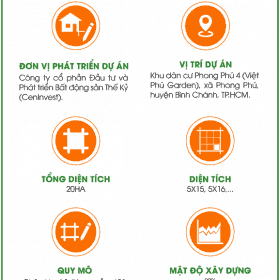 ĐƠN VỊ PHÁT TRIỂN DỰ ÁN
Công ty cổ phần Đầu tư và
Phát triển Bất động sản Thế Kỷ
(Ceninvest).
VỊ TRÍ DỰ ÁN
Khu dân cư Phong Phú 4 (Việt
Phú Garden), xã Phong Phú,
huyện Bình Chánh, TP.HCM.
TỔNG DIỆN TÍCH
20HA
DIỆN TÍCH
5X15, 5X16,...
QUY MÔ
MẬT ĐỘ XÂY DỰNG